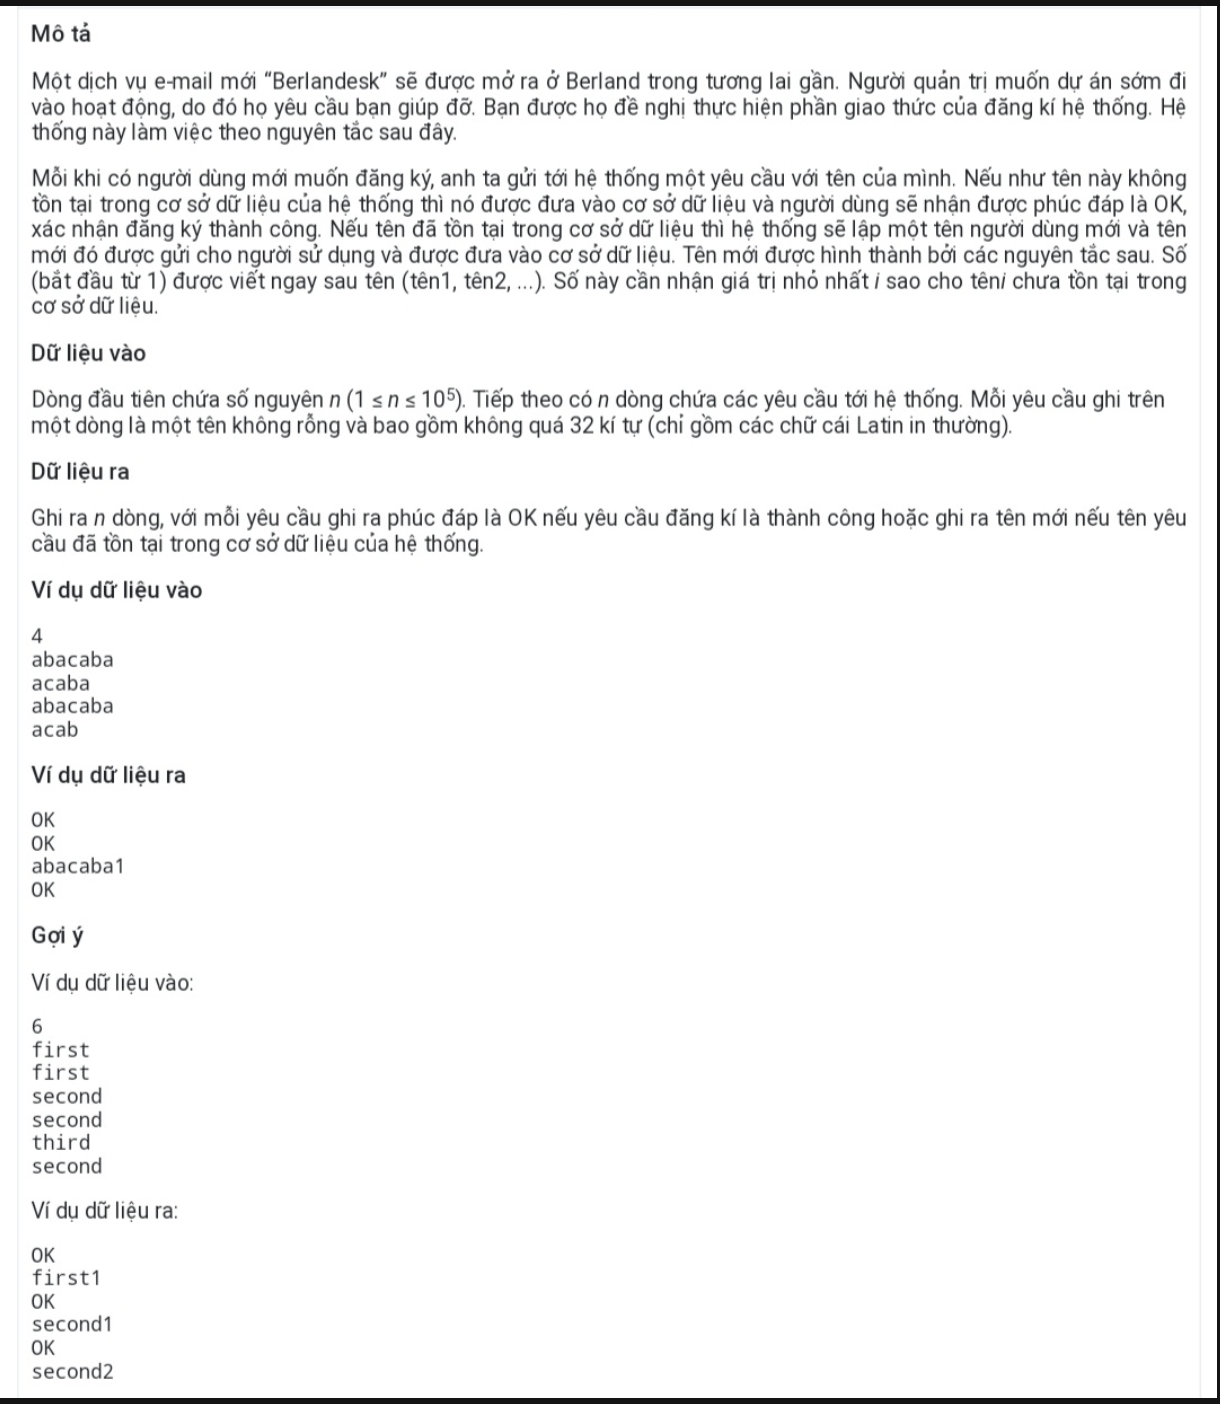 Mô tả
Một dịch vụ e-mail mới “Berlandesk” sẽ được mở ra ở Berland trong tương lai gần. Người quản trị muốn dự án sớm đi
vào hoạt động, do đó họ yêu cầu bạn giúp đỡ. Bạn được họ đề nghị thực hiện phần giao thức của đăng kí hệ thống. Hệ
thống này làm việc theo nguyên tắc sau đây.
Mỗi khi có người dùng mới muốn đăng ký, anh ta gửi tới hệ thống một yêu cầu với tên của mình. Nếu như tên này không
tồn tại trong cơ sở dữ liệu của hệ thống thì nó được đưa vào cơ sở dữ liệu và người dùng sẽ nhận được phúc đáp là OK,
xác nhận đăng ký thành công. Nếu tên đã tồn tại trong cơ sở dữ liệu thì hệ thống sẽ lập một tên người dùng mới và tên
mới đó được gửi cho người sử dụng và được đưa vào cơ sở dữ liệu. Tên mới được hình thành bởi các nguyên tắc sau. Số
(bắt đầu từ 1) được viết ngay sau tên (tên1, tên2, ...). Số này cần nhận giá trị nhỏ nhất i sao cho têni chưa tồn tại trong
cơ sở dữ liệu.
Dữ liệu vào
Dòng đầu tiên chứa số nguyên n (1 ≤ n ≤ 10⁵). Tiếp theo có n dòng chứa các yêu cầu tới hệ thống. Mỗi yêu cầu ghi trên
một dòng là một tên không rỗng và bao gồm không quá 32 kí tự (chỉ gồm các chữ cái Latin in thường).
Dữ liệu ra
Ghi ra n dòng, với mỗi yêu cầu ghi ra phúc đáp là OK nếu yêu cầu đăng kí là thành công hoặc ghi ra tên mới nếu tên yêu
cầu đã tồn tại trong cơ sở dữ liệu của hệ thống.
Ví dụ dữ liệu vào
4
abacaba
acaba
abacaba
acab
Ví dụ dữ liệu ra
OK
OK
abacaba1
OK
Gợi ý
Ví dụ dữ liệu vào:
6
first
first
second
second
third
second
Ví dụ dữ liệu ra:
OK
first1
OK
second1
OK
second2